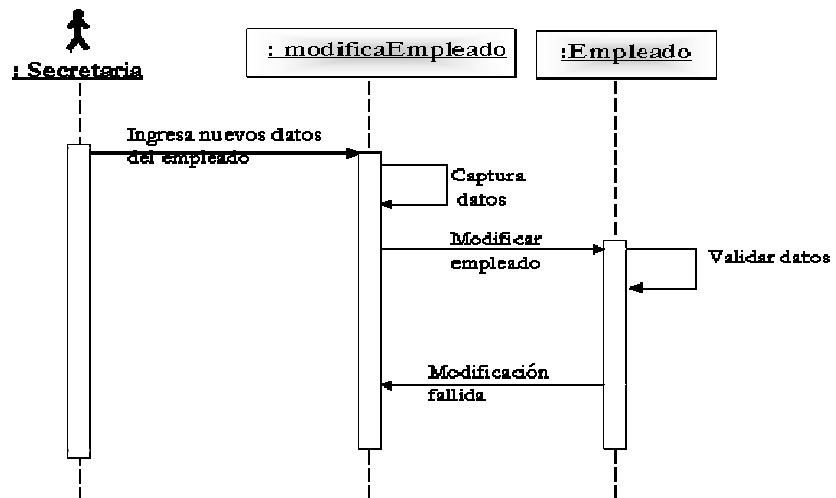 : Secretaria
: modificaEmpleado
:Empleado
Ingresa nuevos datos
del empleado
Captura
datos
Modificar
empleado
Validar datos
Modificación
fallida